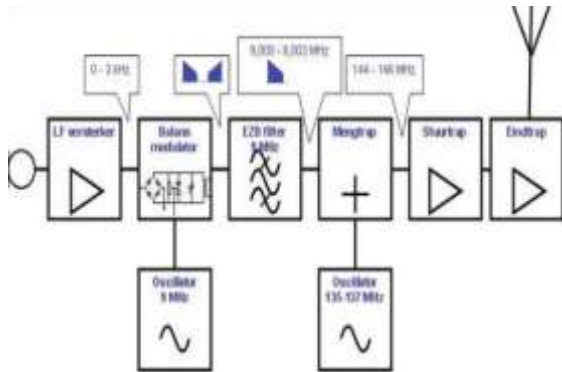 0 - 3 kHz
9,000 - 9,003 MHz
144 - 146 MHz
LF versterker
Balans
modulator
EZB filter
9 MHz
Mengtrap
Stuurtrap
Eindtrap
Oscillator
9 MHz
Oscillator
135-137 MHz